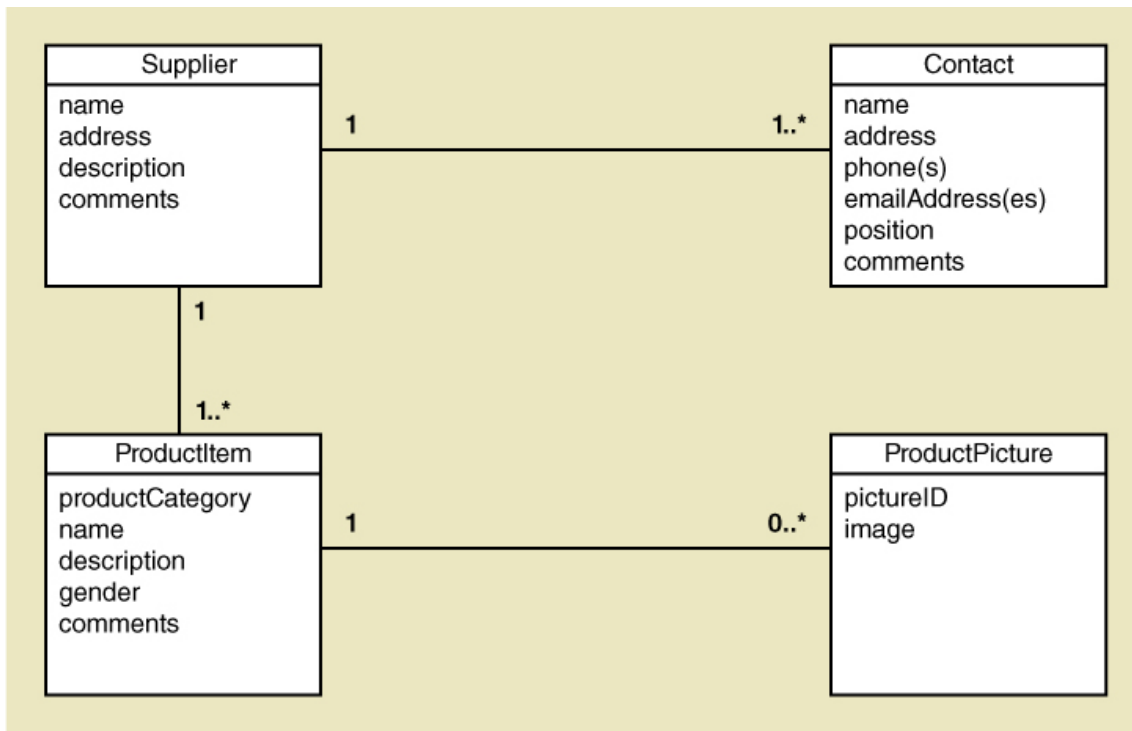 Supplier
name
address
description
comments
1
1..*
Contact
name
address
phone(s)
emailAddress(es)
position
comments
1
1..*
ProductItem
productCategory
name
description
gender
comments
1
0..*
ProductPicture
pictureID
image